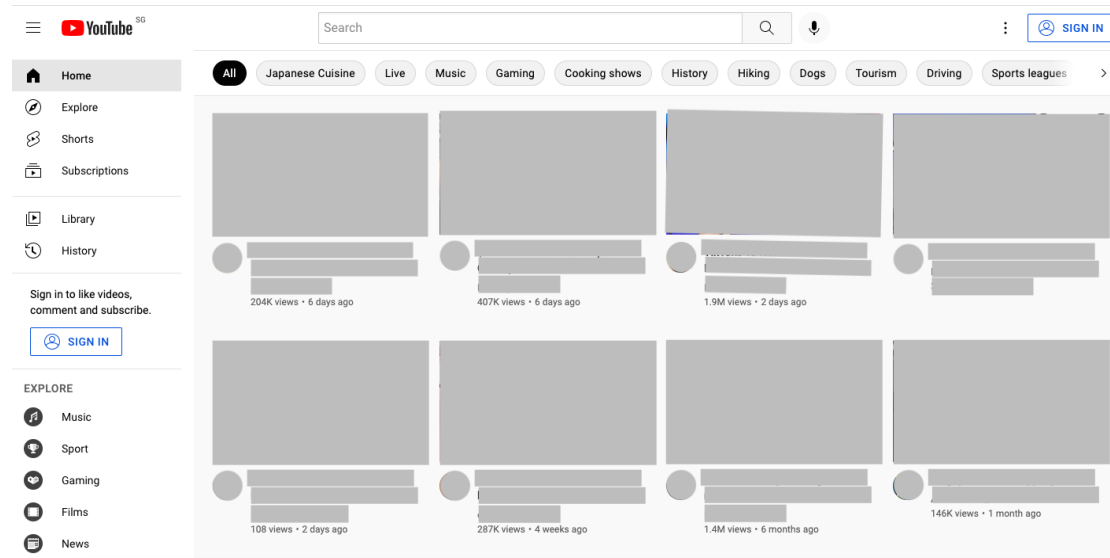 YouTube SG
Search
SIGN IN
All Japanese Cuisine Live Music Gaming Cooking shows History Hiking Dogs Tourism Driving Sports leagues
Home
Explore
Shorts
Subscriptions
Library
History
Sign in to like videos,
comment and subscribe.
SIGN IN
EXPLORE
Music
Sport
Gaming
Films
News
204K views • 6 days ago
407K views • 6 days ago
1.9M views • 2 days ago
108 views • 2 days ago
287K views • 4 weeks ago
1.4M views • 6 months ago
146K views • 1 month ago